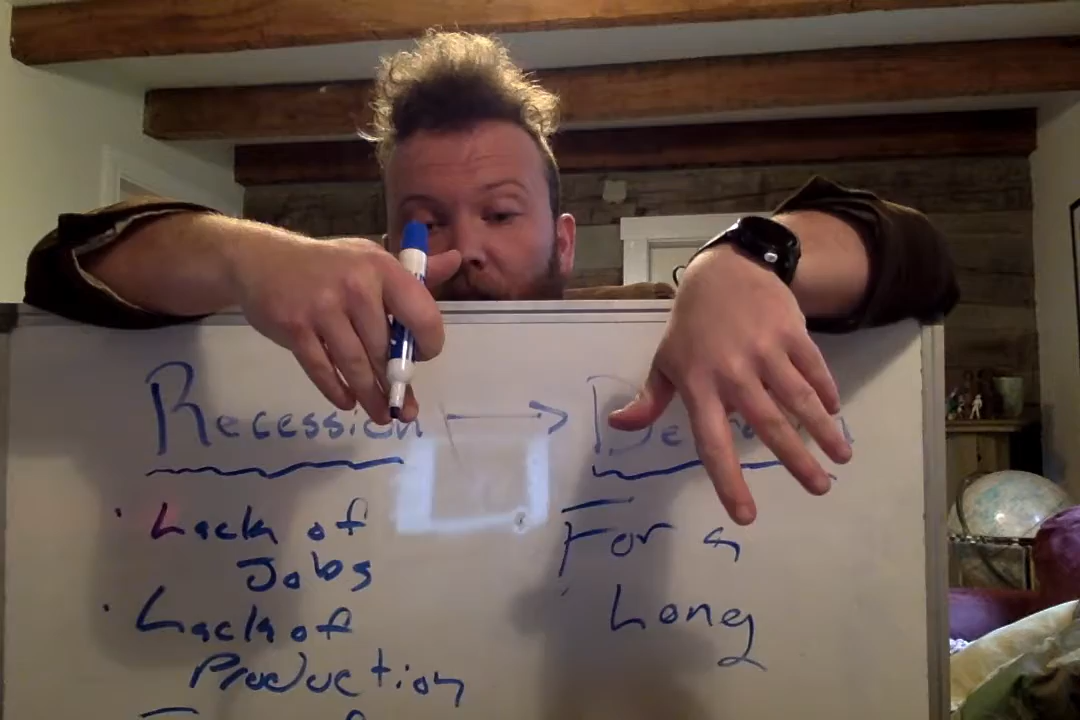 Recession
Lack of
Jobs
Lack of
Production
For a
Long